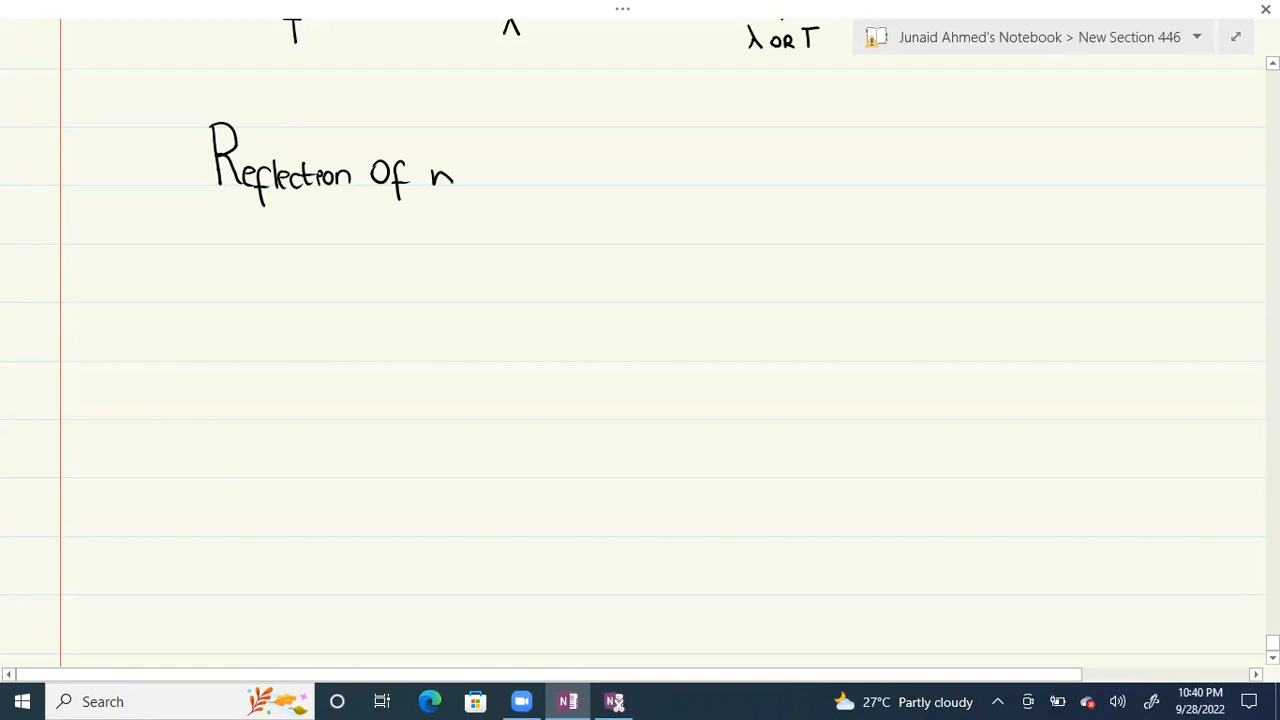 T λ λ OR T
Junaid Ahmed's Notebook > New Section 446
Reflection Of n
Search
27°C Partly cloudy
10:40 PM
9/28/2022